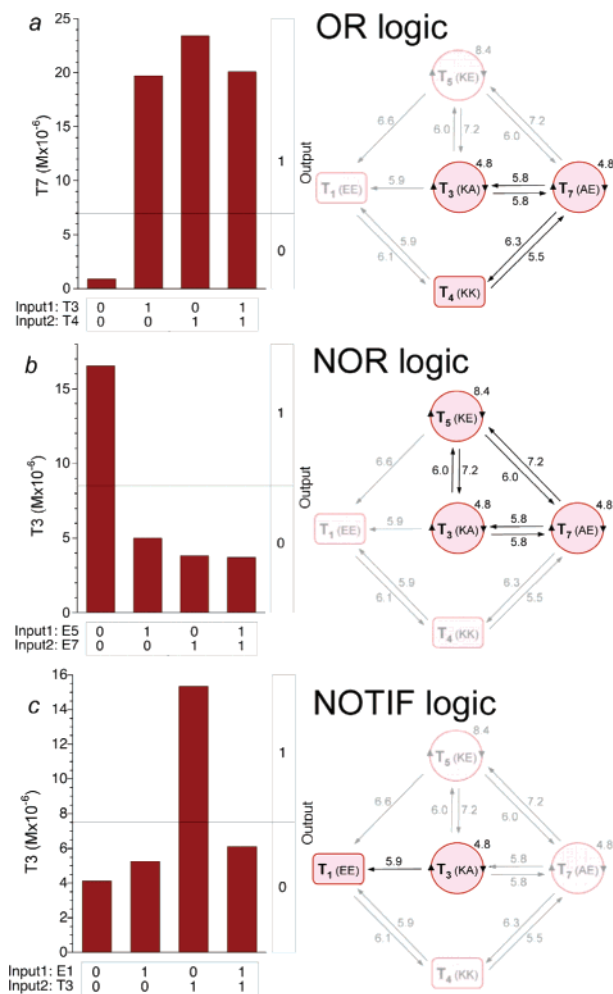 a
OR logic
25
20
15
10
5
0
T7 (Mx10-6)
1
0
Output
Input1: T3 0 1 0 1
Input2: T4 0 0 1 1
8.4
T5 (KE)
6.6
6.0 7.2
7.2
6.0
4.8
4.8
T1 (EE)
5.9
T3 (KA)
5.8
5.8
T7 (AE)
5.9
6.1
6.3
5.5
T4 (KK)
b
NOR logic
15
10
5
0
T3 (Mx10-6)
1
0
Output
Input1: E5 0 1 0 1
Input2: E7 0 0 1 1
8.4
T5 (KE)
6.6
6.0 7.2
7.2
6.0
4.8
4.8
T1 (EE)
5.9
T3 (KA)
5.8
5.8
T7 (AE)
5.9
6.1
6.3
5.5
T4 (KK)
c
NOTIF logic
16
14
12
10
8
6
4
2
0
T3 (Mx10-6)
1
0
Output
Input1: E1 0 1 0 1
Input2: T3 0 0 1 1
8.4
T5 (KE)
6.6
6.0 7.2
7.2
6.0
4.8
4.8
T1 (EE)
5.9
T3 (KA)
5.8
5.8
T7 (AE)
5.9
6.1
6.3
5.5
T4 (KK)